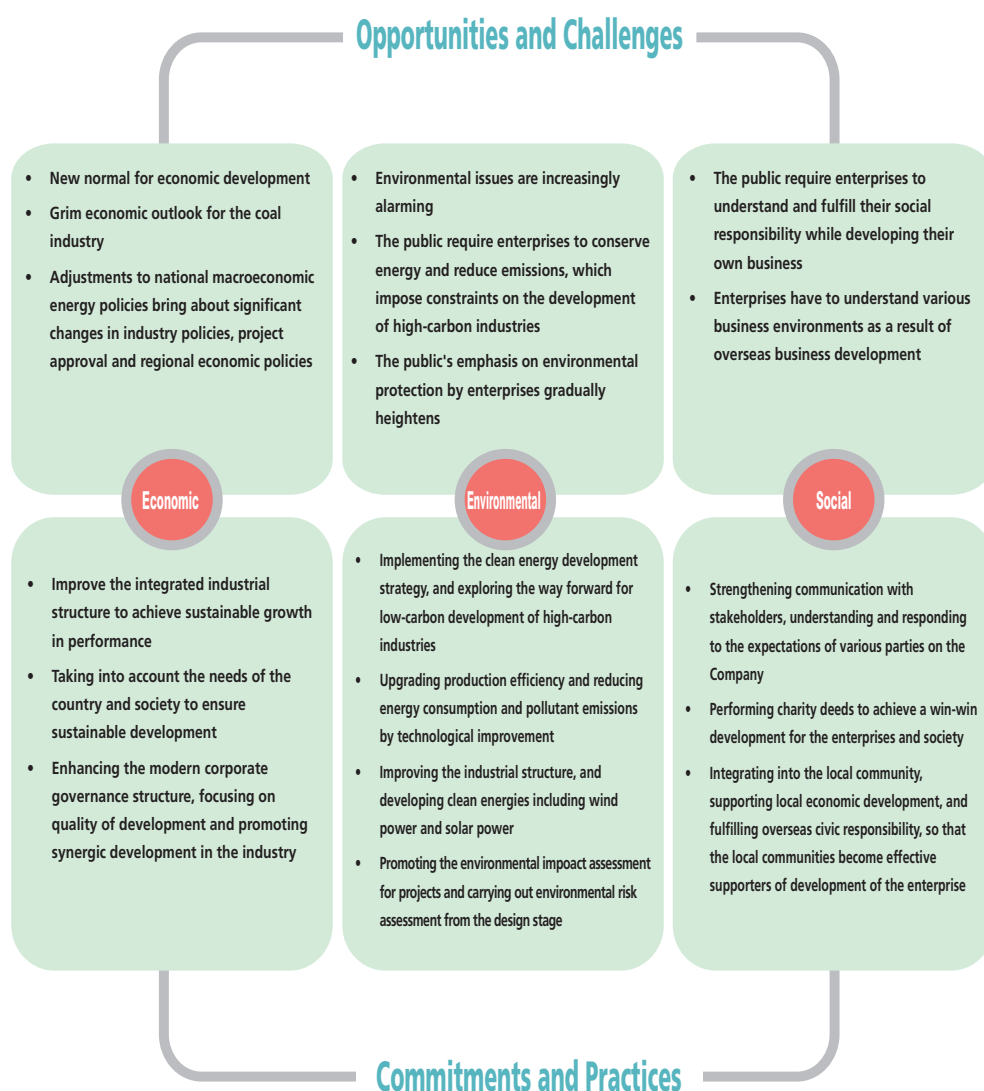 Opportunities and Challenges
• New normal for economic development
• Grim economic outlook for the coal
industry
• Adjustments to national macroeconomic
energy policies bring about significant
changes in industry policies, project
approval and regional economic policies
• Environmental issues are increasingly
alarming
• The public require enterprises to conserve
energy and reduce emissions, which
impose constraints on the development
of high-carbon industries
• The public's emphasis on environmental
protection by enterprises gradually
heightens
• The public require enterprises to
understand and fulfill their social
responsibility while developing their
own business
• Enterprises have to understand various
business environments as a result of
overseas business development
Economic
Environmental
Social
• Improve the integrated industrial
structure to achieve sustainable growth
in performance
• Taking into account the needs of the
country and society to ensure
sustainable development
• Enhancing the modern corporate
governance structure, focusing on
quality of development and promoting
synergic development in the industry
• Implementing the clean energy development
strategy, and exploring the way forward for
low-carbon development of high-carbon
industries
• Upgrading production efficiency and reducing
energy consumption and pollutant emissions
by technological improvement
• Improving the industrial structure, and
developing clean energies including wind
power and solar power
• Promoting the environmental impoact assessment
for projects and carrying out environmental risk
assessment from the design stage
• Strengthening communication with
stakeholders, understanding and responding
to the expectations of various parties on the
Company
• Performing charity deeds to achieve a win-win
development for the enterprises and society
• Integrating into the local community,
supporting local economic development, and
fulfilling overseas civic responsibility, so that
the local communities become effective
supporters of development of the enterprise
Commitments and Practices